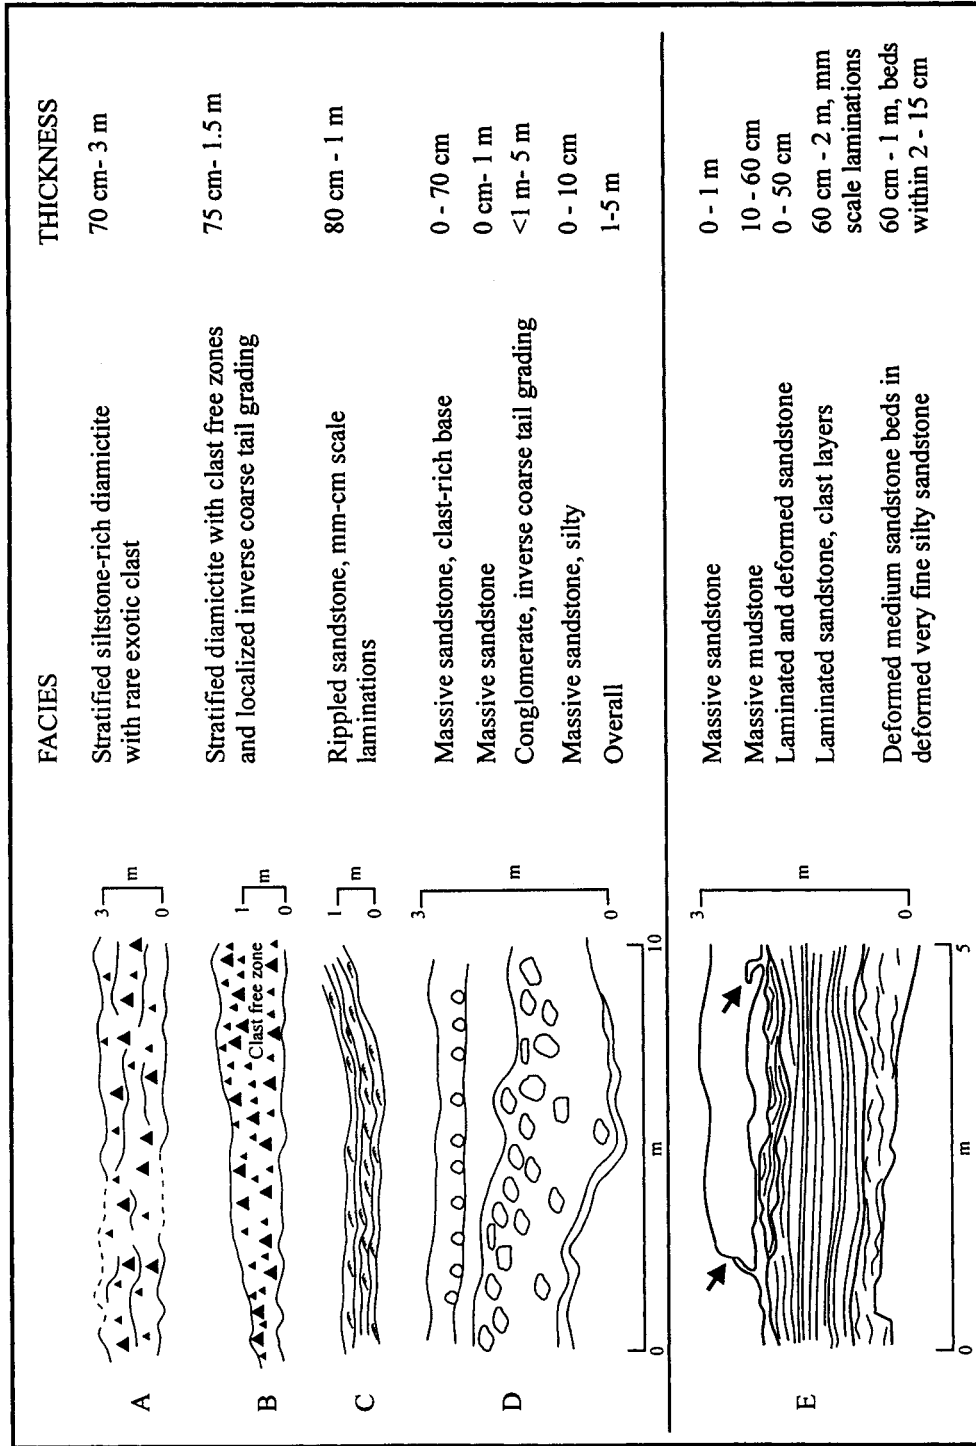 FACIES
THICKNESS
A
3
0
m
Stratified siltstone-rich diamictite
with rare exotic clast
70 cm- 3 m
B
Clast free zone
1
0
m
Stratified diamictite with clast free zones
and localized inverse coarse tail grading
75 cm- 1.5 m
C
1
0
m
Rippled sandstone, mm-cm scale
laminations
80 cm - 1 m
D
3
0
m
Massive sandstone, clast-rich base
0 - 70 cm
Massive sandstone
0 cm- 1 m
Conglomerate, inverse coarse tail grading
<1 m- 5 m
Massive sandstone, silty
0 - 10 cm
Overall
1-5 m
0
m
10
E
3
0
m
Massive sandstone
0 - 1 m
Massive mudstone
10 - 60 cm
Laminated and deformed sandstone
0 - 50 cm
Laminated sandstone, clast layers
60 cm - 2 m, mm
scale laminations
Deformed medium sandstone beds in
deformed very fine silty sandstone
60 cm - 1 m, beds
within 2 - 15 cm
0
m
5